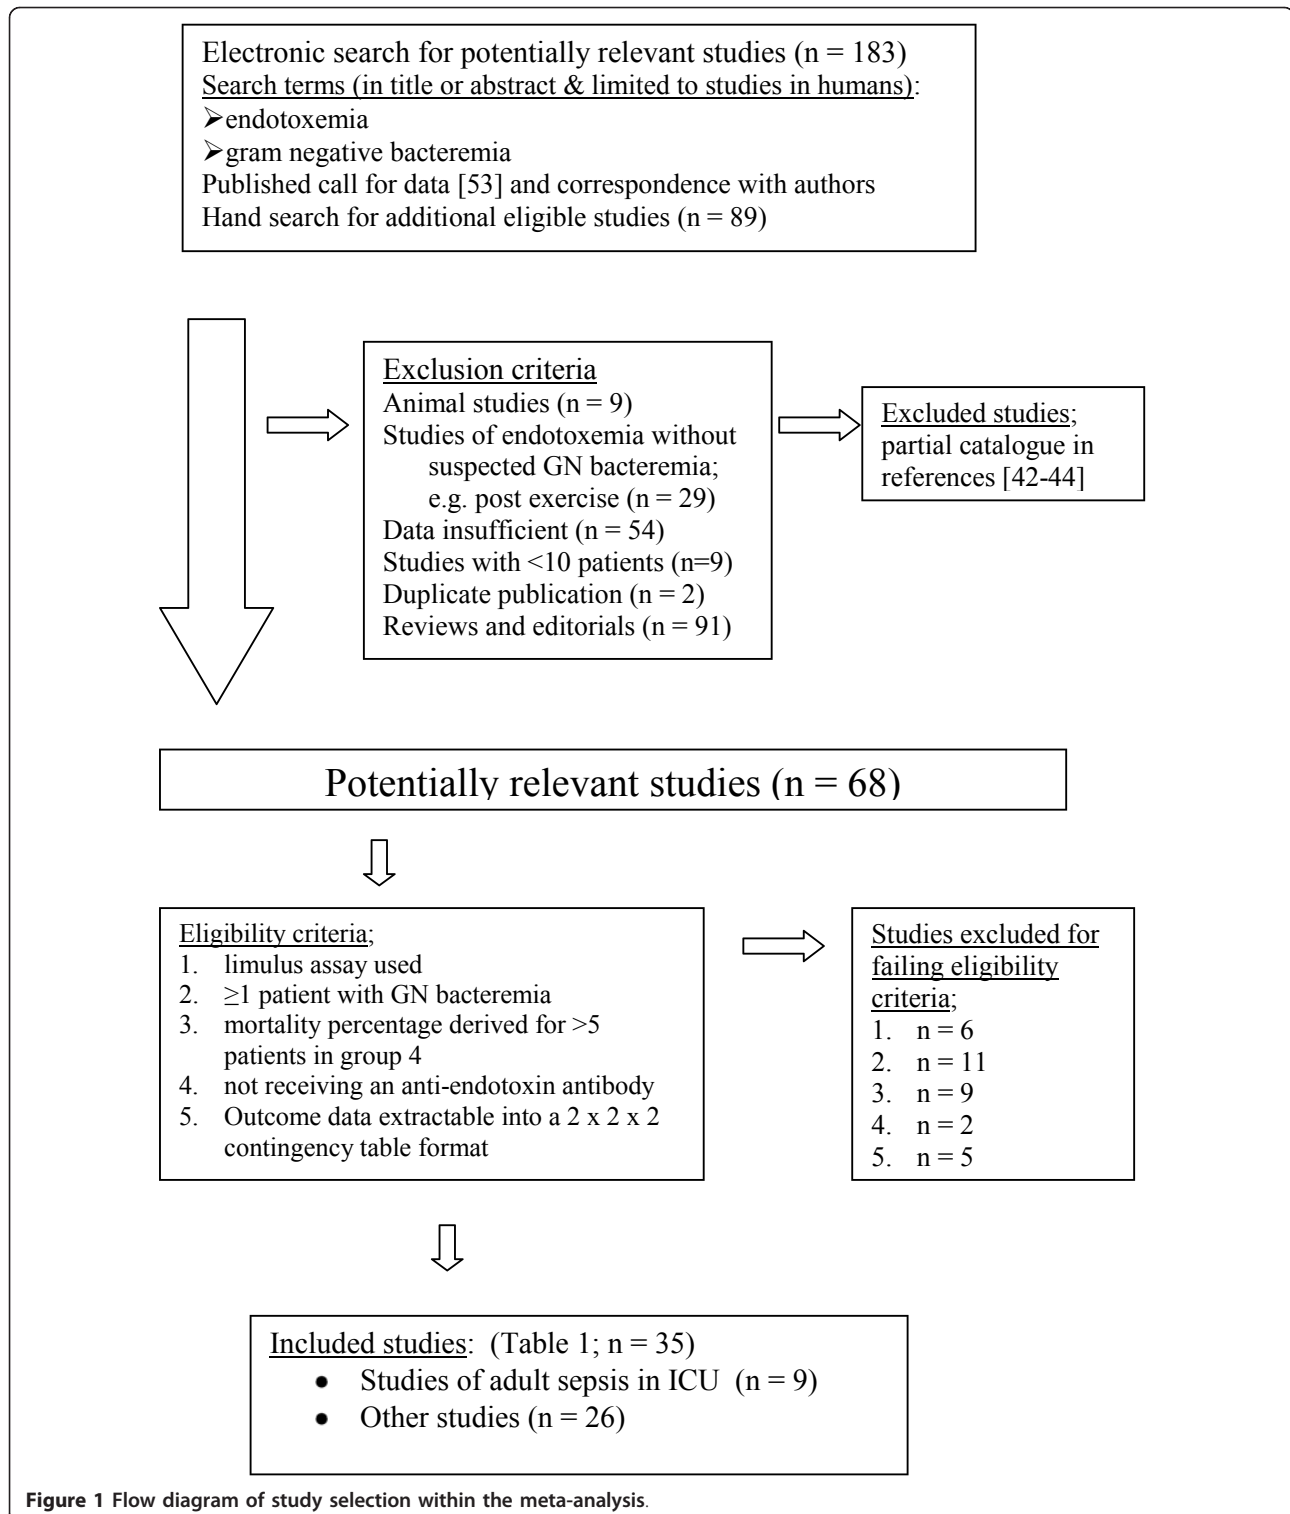 Electronic search for potentially relevant studies (n = 183)
Search terms (in title or abstract & limited to studies in humans):
➢endotoxemia
➢gram negative bacteremia
Published call for data [53] and correspondence with authors
Hand search for additional eligible studies (n = 89)
Exclusion criteria
Animal studies (n = 9)
Studies of endotoxemia without
suspected GN bacteremia;
e.g. post exercise (n = 29)
Data insufficient (n = 54)
Studies with <10 patients (n=9)
Duplicate publication (n = 2)
Reviews and editorials (n = 91)
Excluded studies;
partial catalogue in
references [42-44]
Potentially relevant studies (n = 68)
Eligibility criteria;
1. limulus assay used
2. ≥1 patient with GN bacteremia
3. mortality percentage derived for >5
patients in group 4
4. not receiving an anti-endotoxin antibody
5. Outcome data extractable into a 2 x 2 x 2
contingency table format
Studies excluded for
failing eligibility
criteria;
1. n = 6
2. n = 11
3. n = 9
4. n = 2
5. n = 5
Included studies: (Table 1; n = 35)
• Studies of adult sepsis in ICU (n = 9)
• Other studies (n = 26)
Figure 1 Flow diagram of study selection within the meta-analysis.